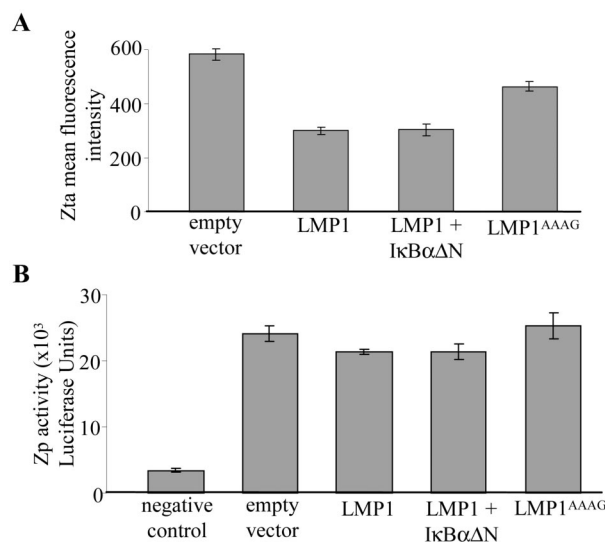 A
Zta mean fluorescence
intensity
600
400
200
0
empty
vector
LMP1
LMP1 +
IκBαΔN
LMP1ᴬᴬᴬᴳ
B
Zp activity (x10³
Luciferase Units)
30
20
10
0
negative
control
empty
vector
LMP1
LMP1 +
IκBαΔN
LMP1ᴬᴬᴬᴳ